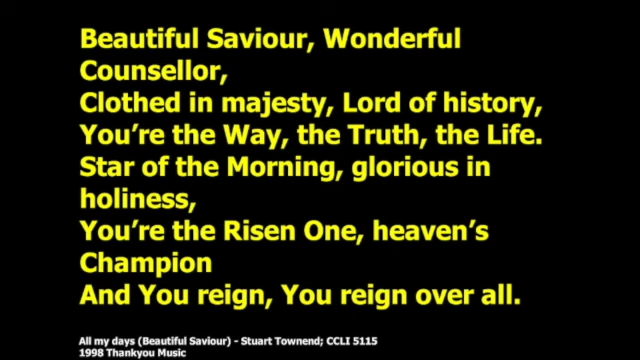 Beautiful Saviour, Wonderful
Counsellor,
Clothed in majesty, Lord of history,
You’re the Way, the Truth, the Life.
Star of the Morning, glorious in
holiness,
You’re the Risen One, heaven’s
Champion
And You reign, You reign over all.
All my days (Beautiful Saviour) - Stuart Townend; CCLI 5115
1998 Thankyou Music